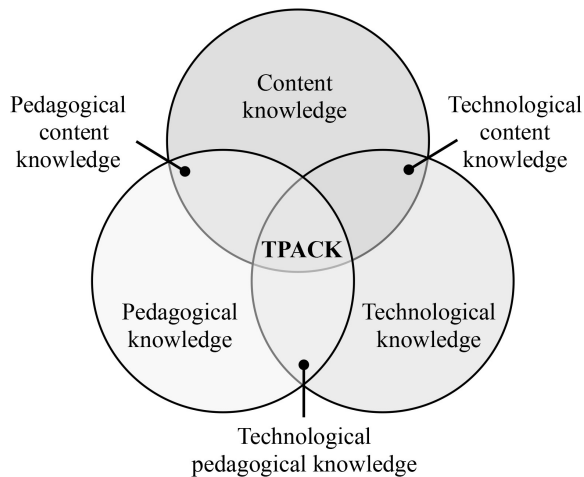 Content
knowledge
Pedagogical
content
knowledge
Technological
content
knowledge
TPACK
Pedagogical
knowledge
Technological
knowledge
Technological
pedagogical knowledge